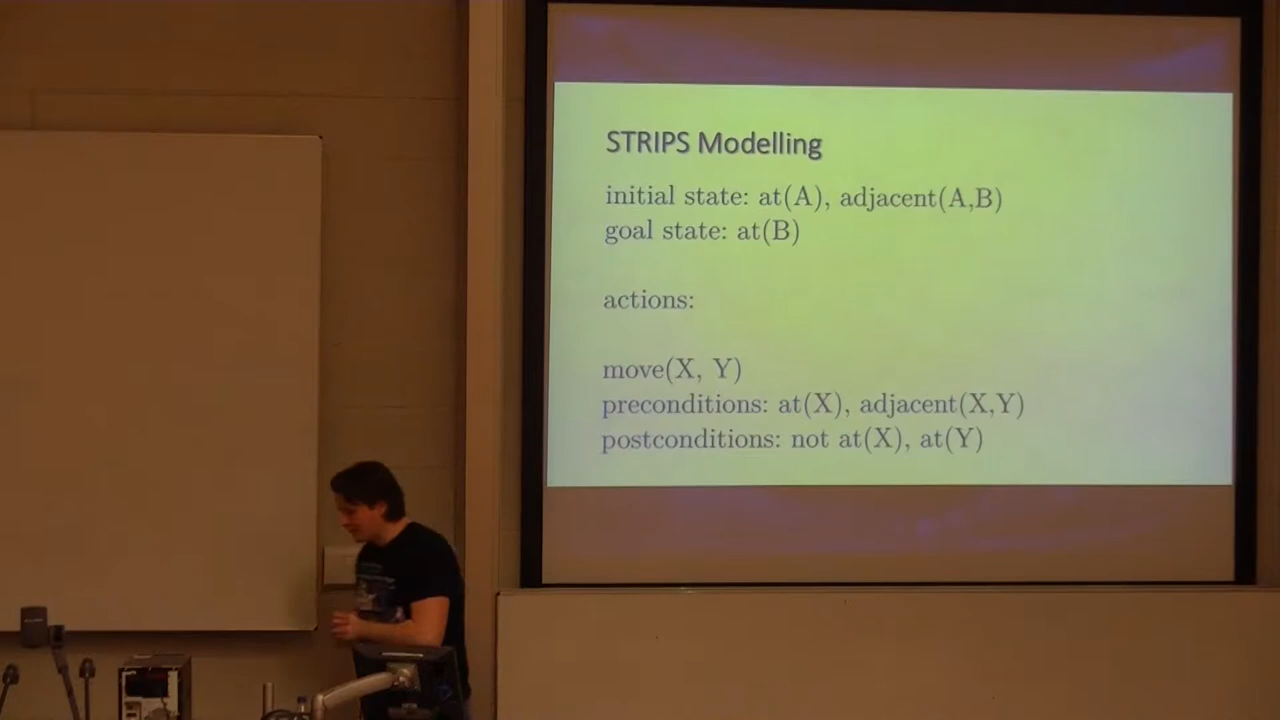 STRIPS Modelling
initial state: at(A), adjacent(A,B)
goal state: at(B)
actions:
move(X, Y)
preconditions: at(X), adjacent(X,Y)
postconditions: not at(X), at(Y)